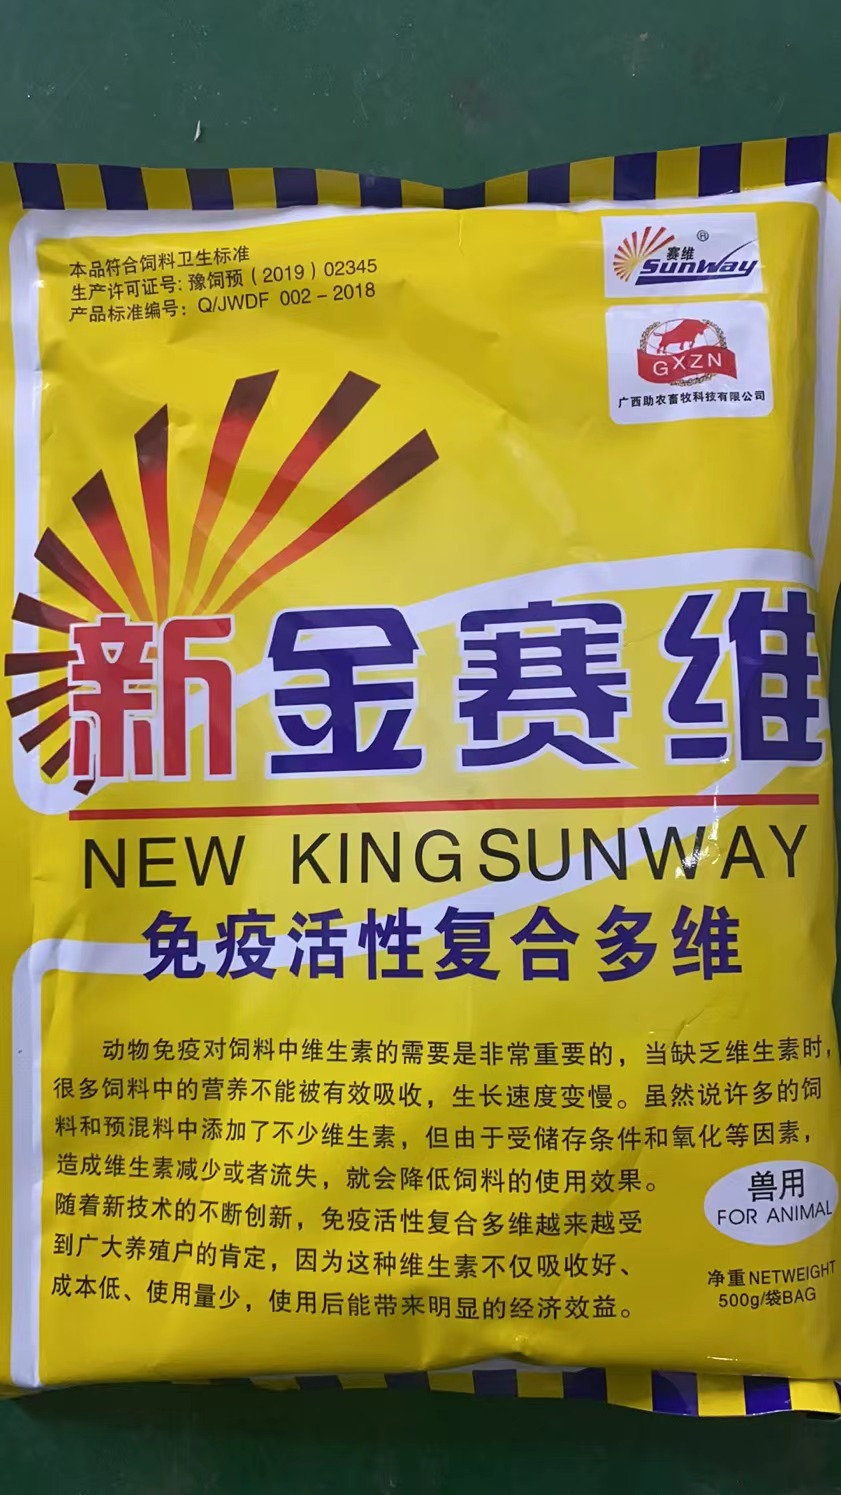 本品符合饲料卫生标准
生产许可证号: 豫饲预（2019）02345
产品标准编号：Q/JWDF 002－2018
赛维®
Sunway
GXZN
广西助农畜牧科技有限公司
新金赛维
NEW KINGSUNWAY
免疫活性复合多维
动物免疫对饲料中维生素的需要是非常重要的，当缺乏维生素时，
很多饲料中的营养不能被有效吸收，生长速度变慢。虽然说许多的饲
料和预混料中添加了不少维生素，但由于受储存条件和氧化等因素，
造成维生素减少或者流失，就会降低饲料的使用效果。
随着新技术的不断创新，免疫活性复合多维越来越受
到广大养殖户的肯定，因为这种维生素不仅吸收好、
成本低、使用量少，使用后能带来明显的经济效益。
兽用
FOR ANIMAL
净重NETWEIGHT
500g/袋BAG